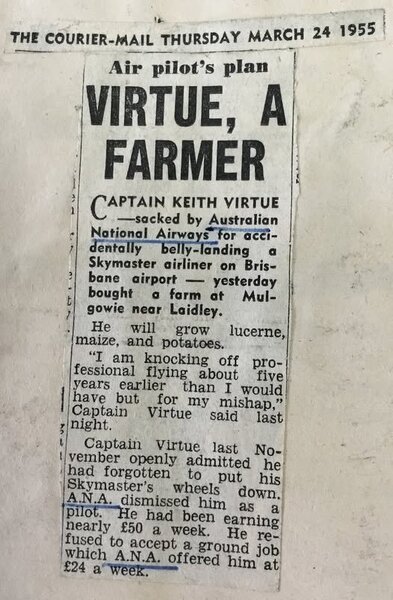 THE COURIER-MAIL THURSDAY MARCH 24 1955
Air pilot's plan
VIRTUE, A
FARMER
CAPTAIN KEITH VIRTUE
—sacked by Australian
National Airways for acci-
dentally belly-landing a
Skymaster airliner on Bris-
bane airport — yesterday
bought a farm at Mul-
gowie near Laidley.
He will grow lucerne,
maize, and potatoes.
"I am knocking off pro-
fessional flying about five
years earlier than I would
have but for my mishap,"
Captain Virtue said last
night.
Captain Virtue last No-
vember openly admitted he
had forgotten to put his
Skymaster's wheels down.
A.N.A. dismissed him as a
pilot. He had been earning
nearly £50 a week. He re-
fused to accept a ground job
which A.N.A. offered him at
£24 a week.